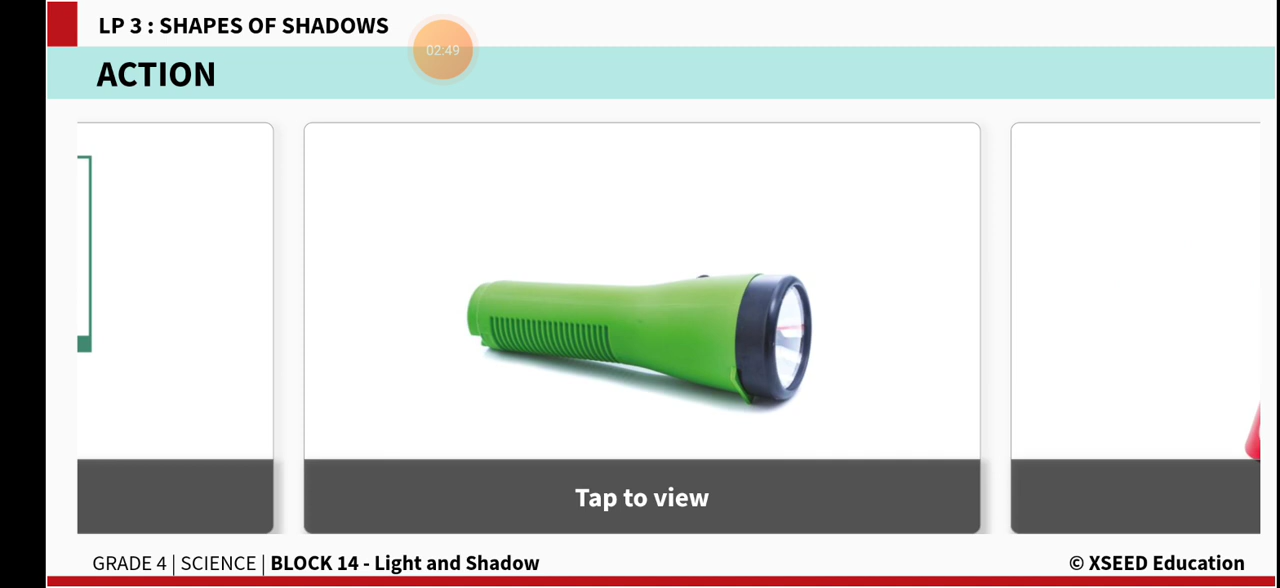 LP 3 : SHAPES OF SHADOWS
02:49
ACTION
Tap to view
GRADE 4 | SCIENCE | BLOCK 14 - Light and Shadow
© XSEED Education